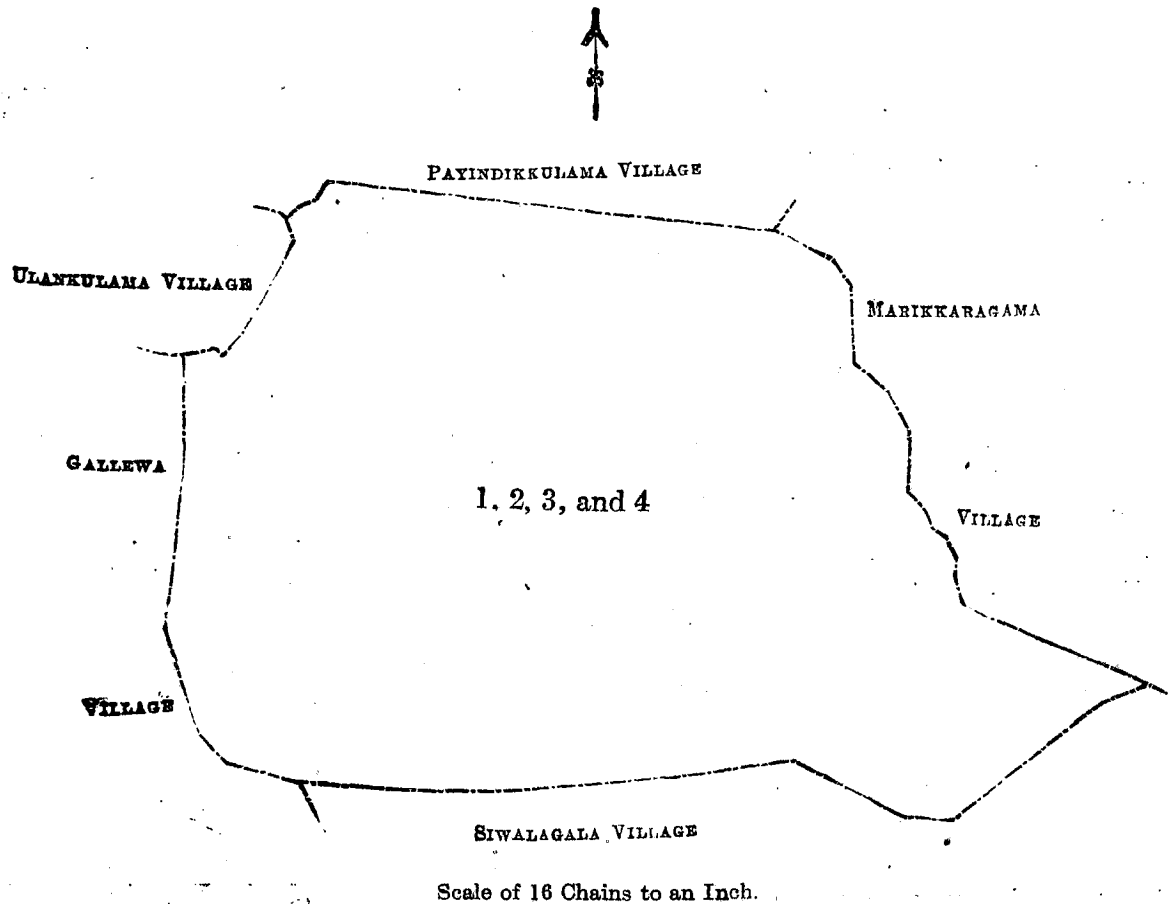 PAYINDIKKULAMA VILLAGE
ULANKULAMA VILLAGE
MARIKKARAGAMA
GALLEWA
1, 2, 3, and 4
VILLAGE
VILLAGE
SIWALAGALA VILLAGE
Scale of 16 Chains to an Inch.